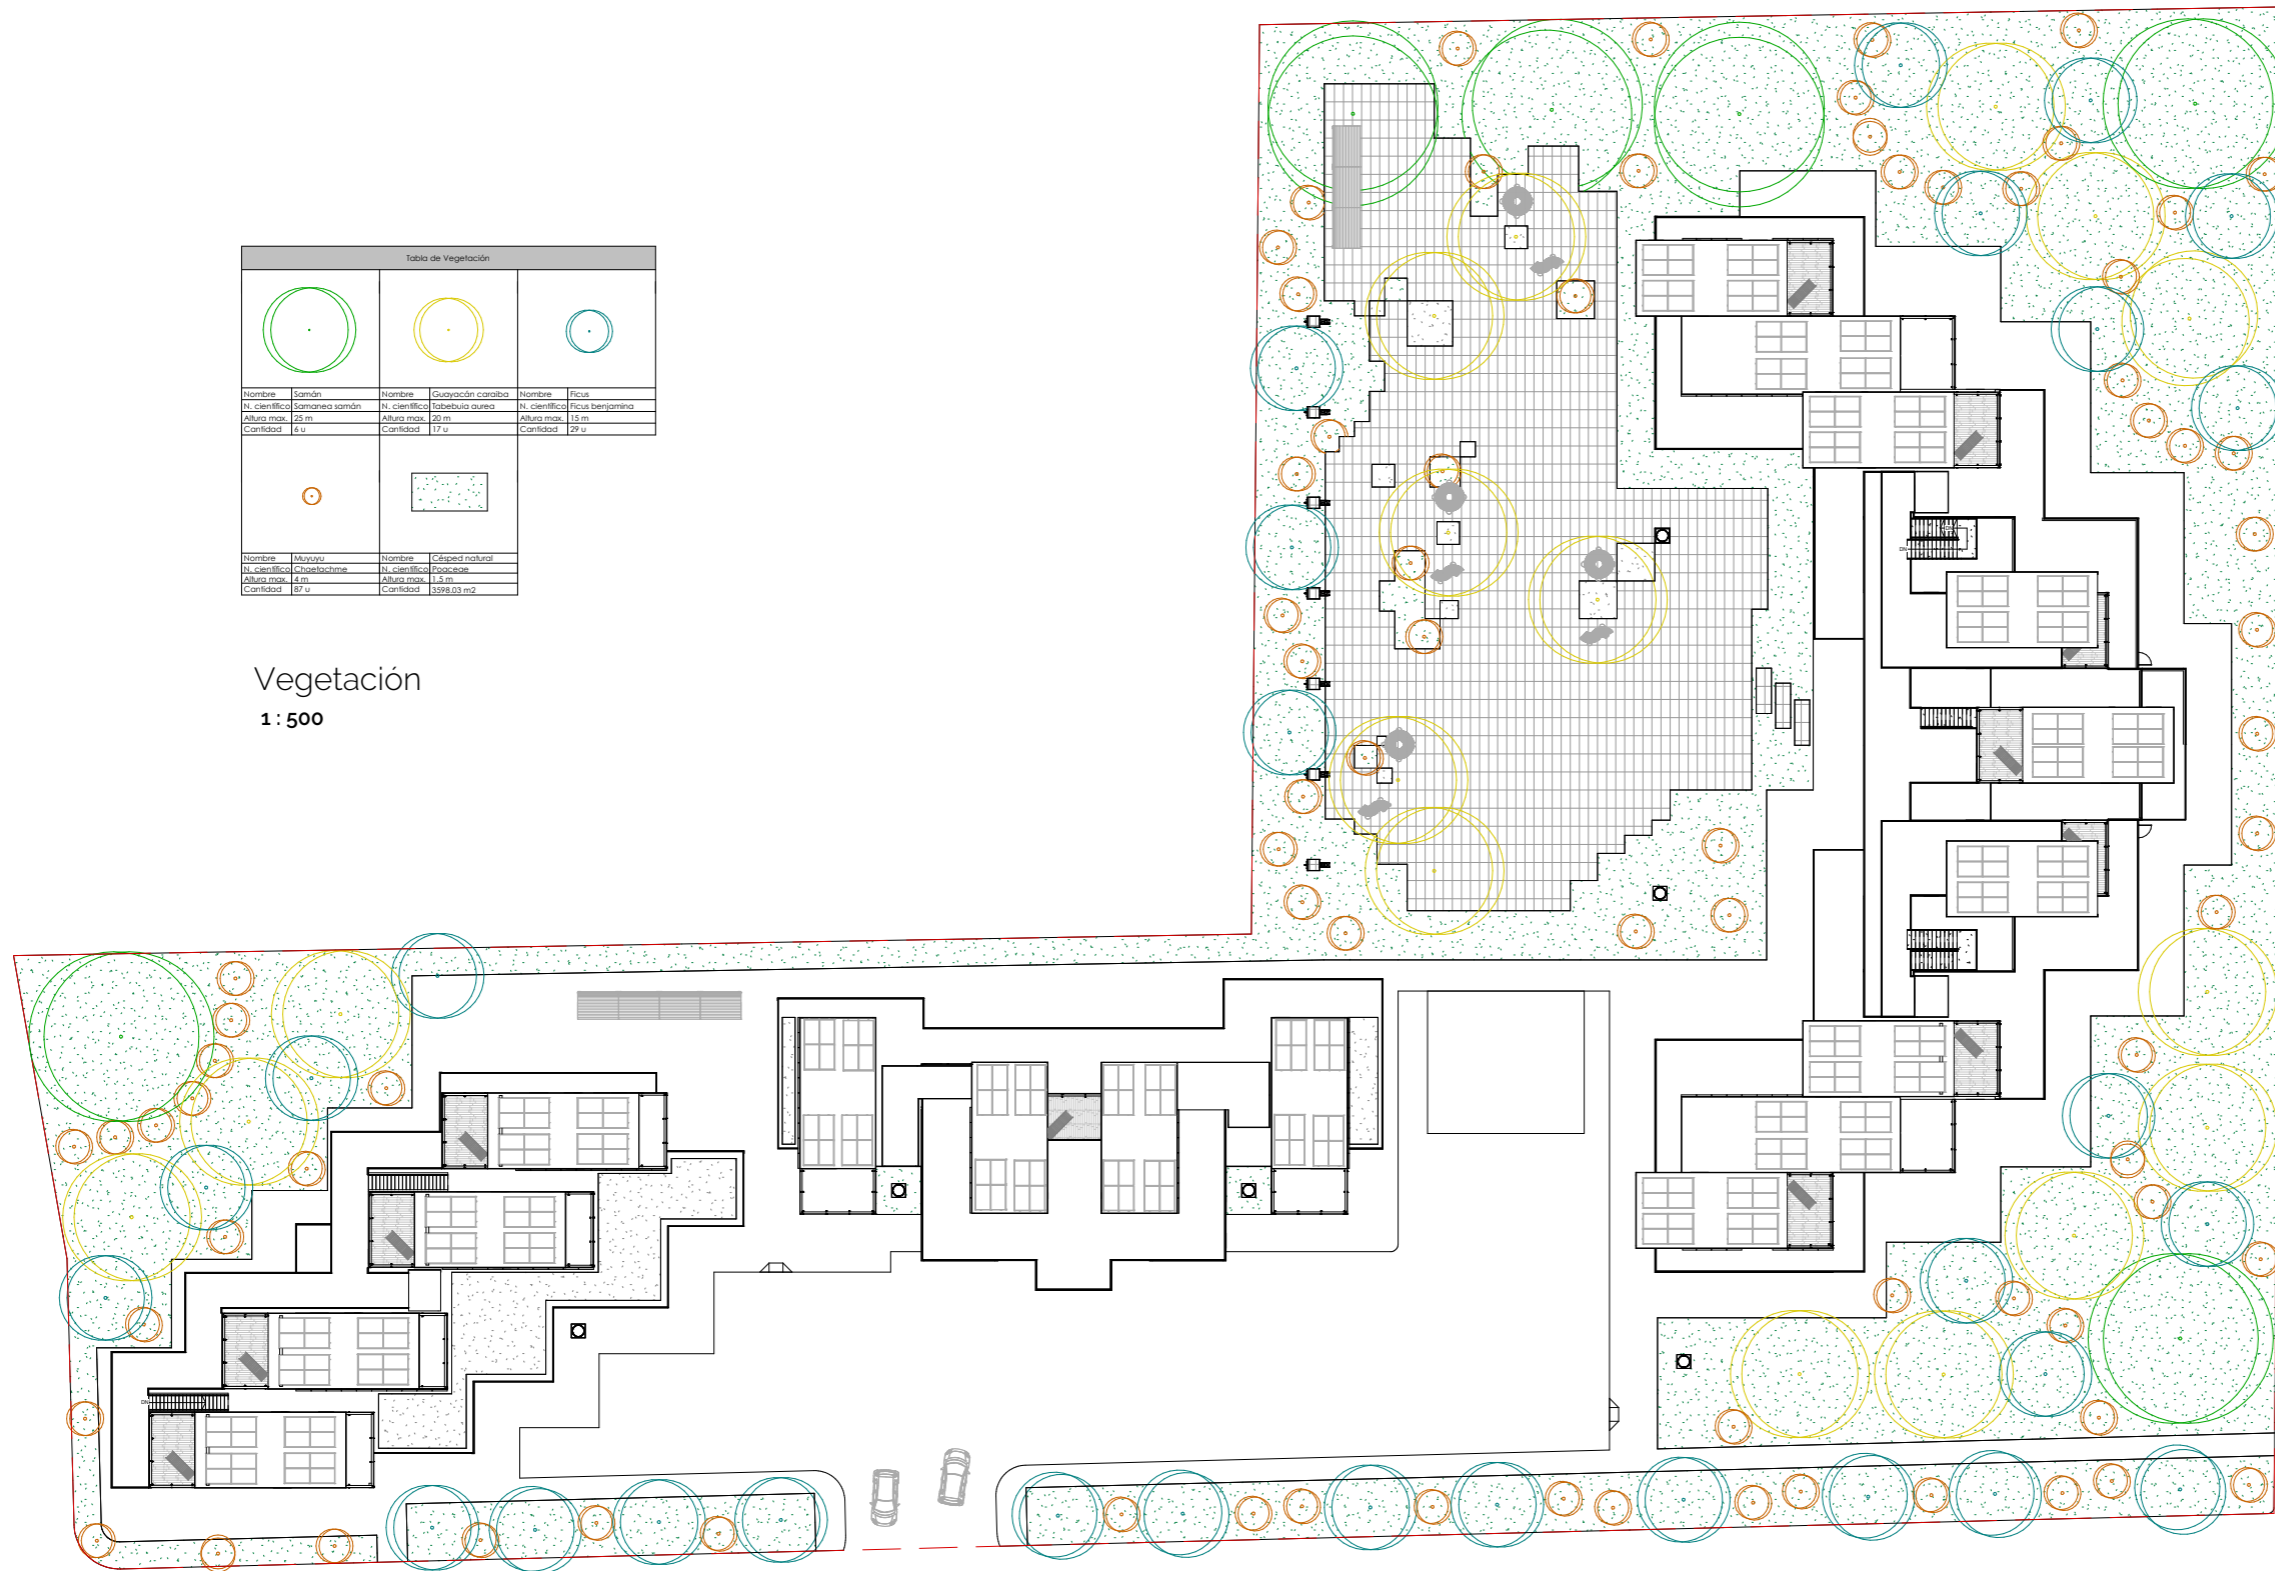 Tabla de Vegetación
Nombre Samán Nombre Guayacán caraiba Nombre Ficus
N. científico Samanea samán N. científico Tabebuia aurea N. científico Ficus benjamina
Altura max. 25 m Altura max. 20 m Altura max. 15 m
Cantidad 6 u Cantidad 17 u Cantidad 29 u
Nombre Muyuyu Nombre Césped natural
N. científico Chaetachme N. científico Poaceae
Altura max. 4 m Altura max. 1.5 m
Cantidad 87 u Cantidad 3598.03 m2
Vegetación
1 : 500
DN
DN
DN